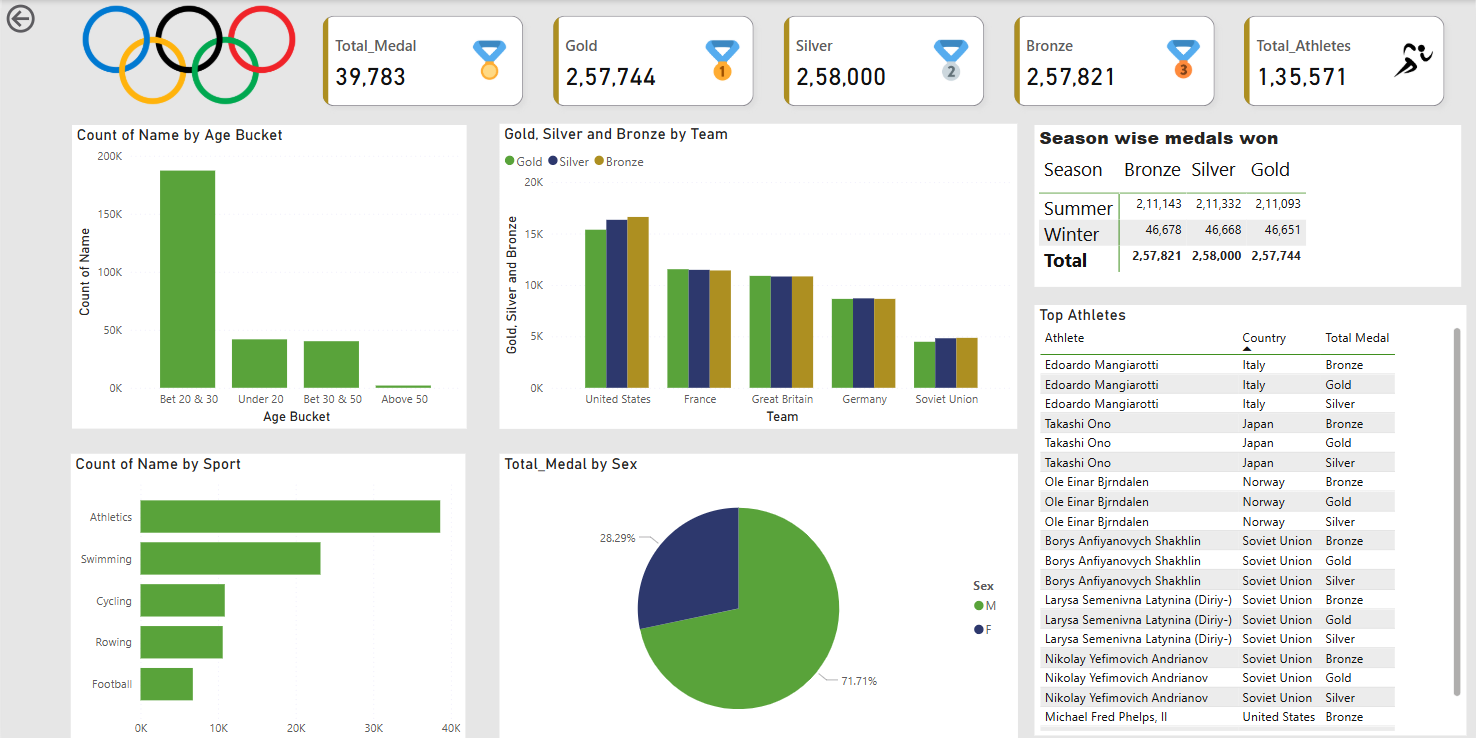 Total_Medal
39,783
Gold
2,57,744
1
Silver
2,58,000
2
Bronze
2,57,821
3
Total_Athletes
1,35,571
Count of Name by Age Bucket
Count of Name
200K
150K
100K
50K
0K
Bet 20 & 30 Under 20 Bet 30 & 50 Above 50
Age Bucket
Gold, Silver and Bronze by Team
Gold Silver Bronze
Gold, Silver and Bronze
20K
15K
10K
5K
0K
United States France Great Britain Germany Soviet Union
Team
Season wise medals won
Season Bronze Silver Gold
Summer 2,11,143 2,11,332 2,11,093
Winter 46,678 46,668 46,651
Total 2,57,821 2,58,000 2,57,744
Count of Name by Sport
Athletics
Swimming
Cycling
Rowing
Football
0K 10K 20K 30K 40K
Total_Medal by Sex
28.29%
71.71%
Sex
M
F
Top Athletes
Athlete Country Total Medal
Edoardo Mangiarotti Italy Bronze
Edoardo Mangiarotti Italy Gold
Edoardo Mangiarotti Italy Silver
Takashi Ono Japan Bronze
Takashi Ono Japan Gold
Takashi Ono Japan Silver
Ole Einar Bjrndalen Norway Bronze
Ole Einar Bjrndalen Norway Gold
Ole Einar Bjrndalen Norway Silver
Borys Anfiyanovych Shakhlin Soviet Union Bronze
Borys Anfiyanovych Shakhlin Soviet Union Gold
Borys Anfiyanovych Shakhlin Soviet Union Silver
Larysa Semenivna Latynina (Diriy-) Soviet Union Bronze
Larysa Semenivna Latynina (Diriy-) Soviet Union Gold
Larysa Semenivna Latynina (Diriy-) Soviet Union Silver
Nikolay Yefimovich Andrianov Soviet Union Bronze
Nikolay Yefimovich Andrianov Soviet Union Gold
Nikolay Yefimovich Andrianov Soviet Union Silver
Michael Fred Phelps, II United States Bronze